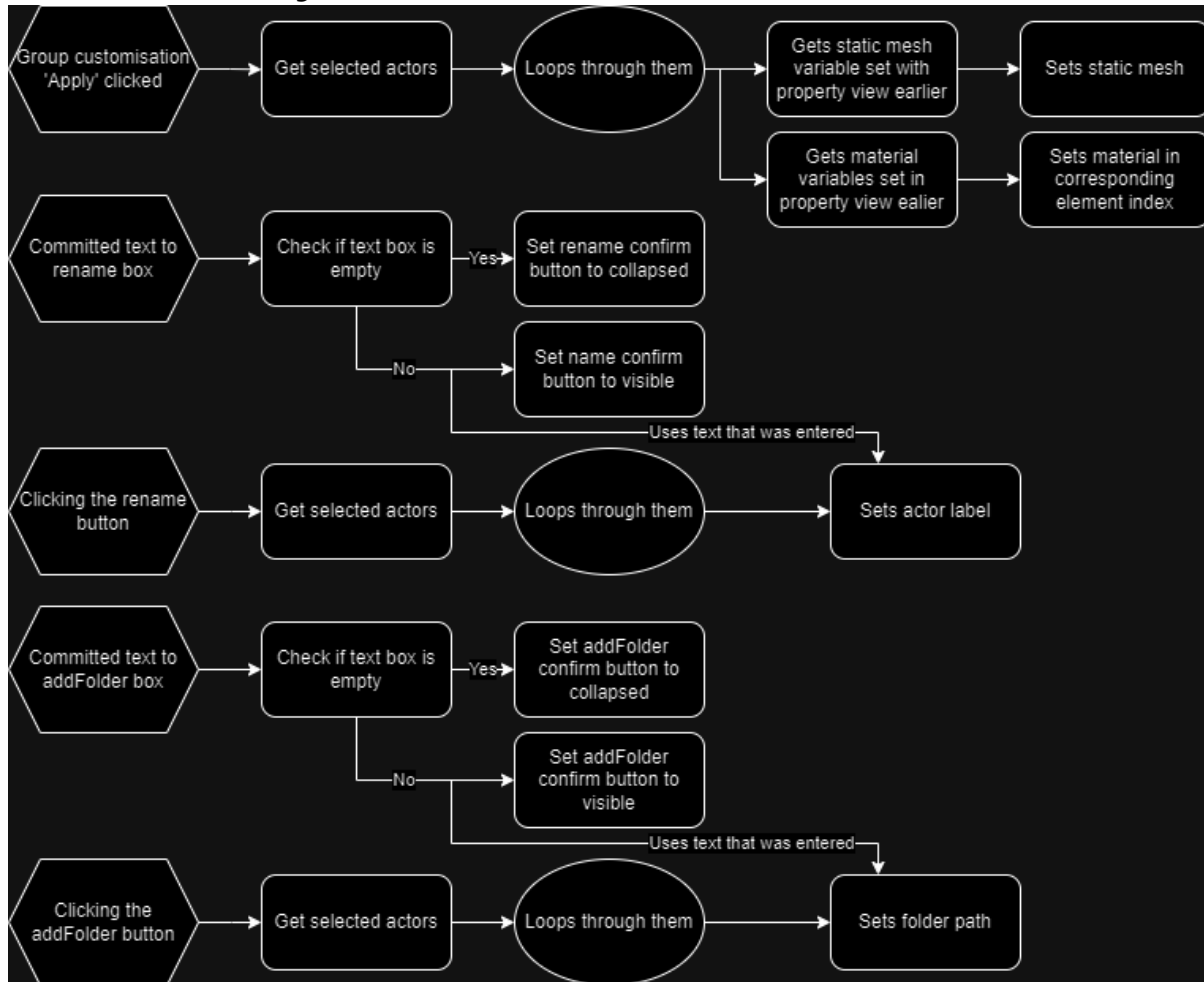 Group customisation
'Apply' clicked
Get selected actors
Loops through them
Gets static mesh
variable set with
property view earlier
Sets static mesh
Gets material
variables set in
property view ealier
Sets material in
corresponding
element index
Committed text to
rename box
Check if text box is
empty
Yes
Set rename confirm
button to collapsed
No
Set name confirm
button to visible
Uses text that was entered
Clicking the rename
button
Get selected actors
Loops through them
Sets actor label
Committed text to
addFolder box
Check if text box is
empty
Yes
Set addFolder
confirm button to
collapsed
No
Set addFolder
confirm button to
visible
Uses text that was entered
Clicking the
addFolder button
Get selected actors
Loops through them
Sets folder path